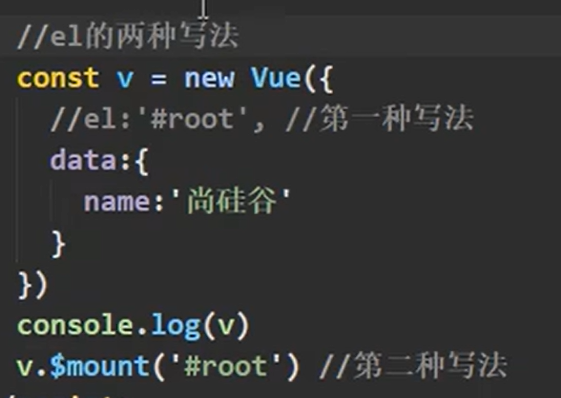 //el的两种写法
const v = new Vue({
//el:'#root', //第一种写法
data:{
name:'尚硅谷'
}
})
console.log(v)
v.$mount('#root') //第二种写法